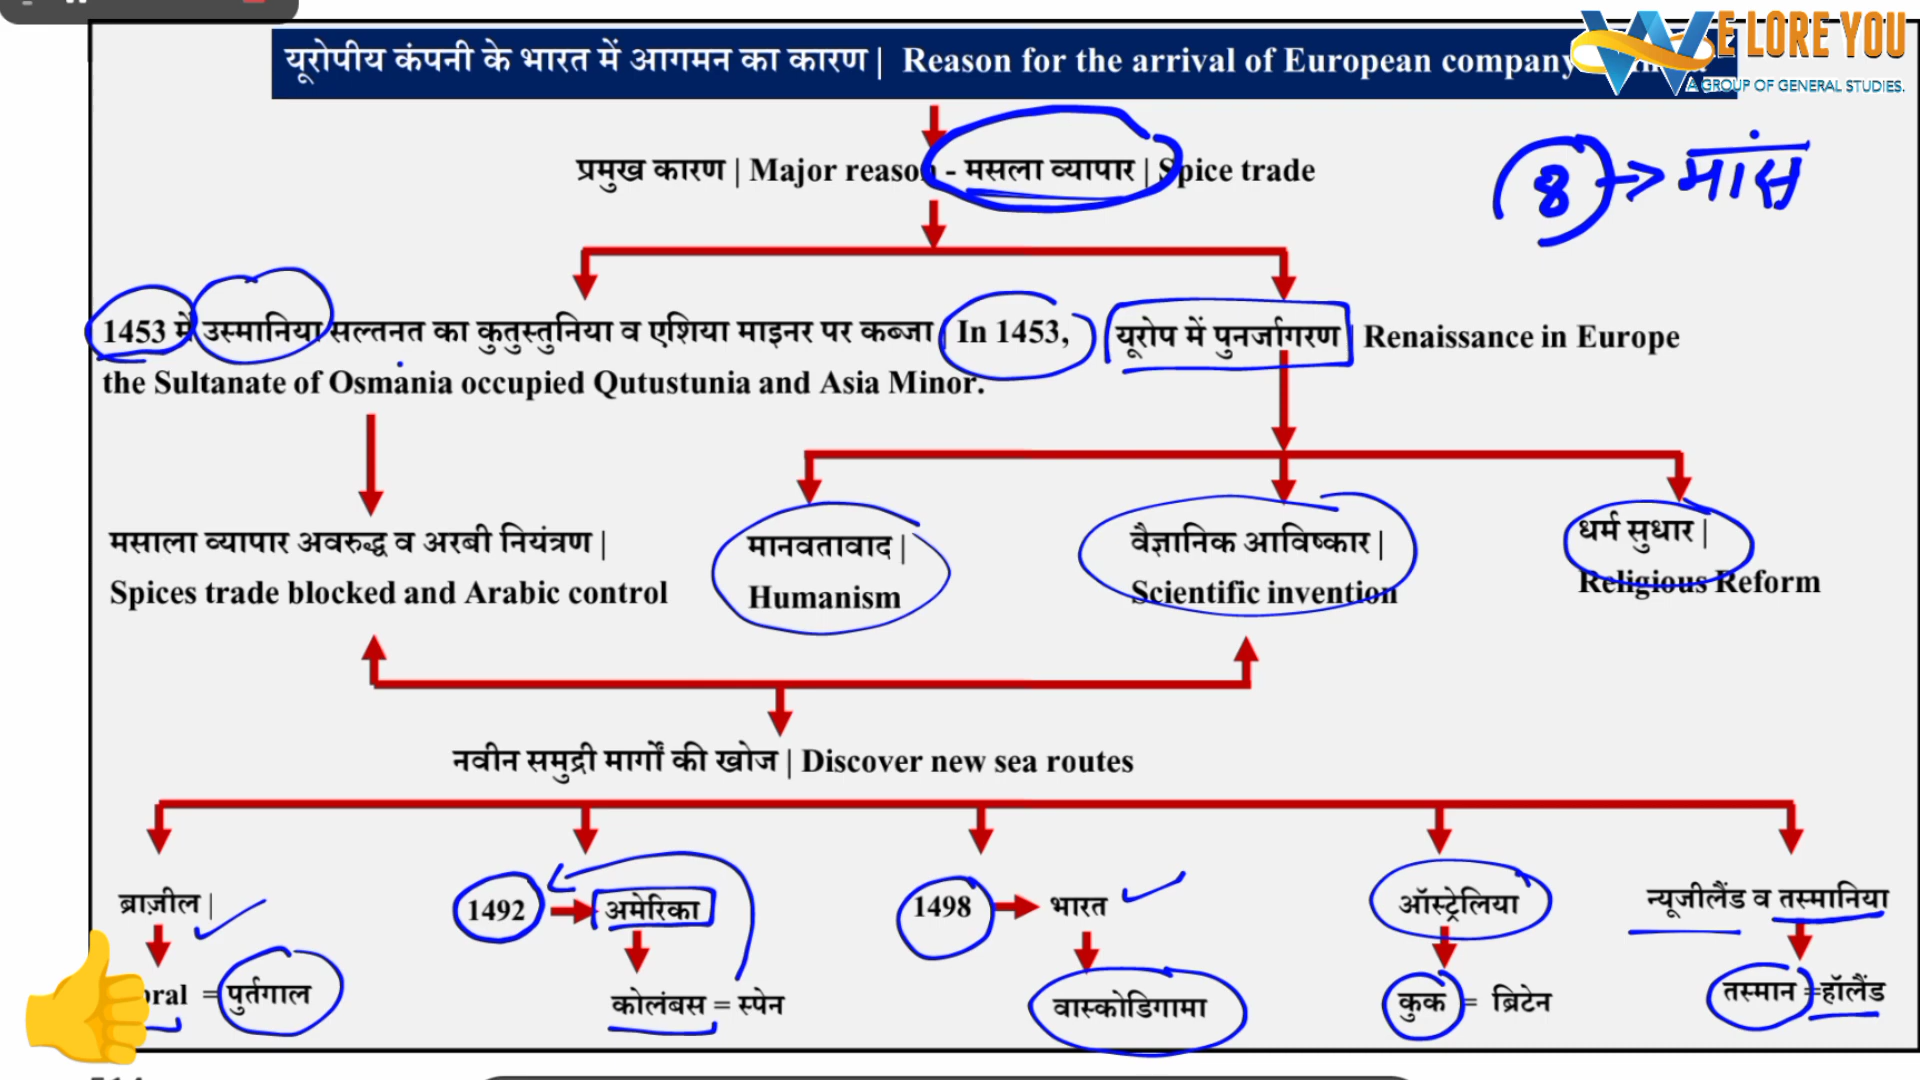 यूरोपीय कंपनी के भारत में आगमन का कारण | Reason for the arrival of European company
WE LORE YOU
A GROUP OF GENERAL STUDIES.
प्रमुख कारण | Major reason - मसला व्यापार | Spice trade
8 → मांस
1453 में उस्मानिया सल्तनत का कुतुस्तुनिया व एशिया माइनर पर कब्जा | In 1453,
the Sultanate of Osmania occupied Qutustunia and Asia Minor.
यूरोप में पुनर्जागरण | Renaissance in Europe
मसाला व्यापार अवरुद्ध व अरबी नियंत्रण |
Spices trade blocked and Arabic control
मानवतावाद |
Humanism
वैज्ञानिक आविष्कार |
Scientific invention
धर्म सुधार |
Religious Reform
नवीन समुद्री मार्गों की खोज | Discover new sea routes
ब्राज़ील |
1492
अमेरिका
1498
भारत
ऑस्ट्रेलिया
न्यूजीलैंड व तस्मानिया
= पुर्तगाल
कोलंबस = स्पेन
वास्कोडिगामा
कुक = ब्रिटेन
तस्मान =हॉलैंड